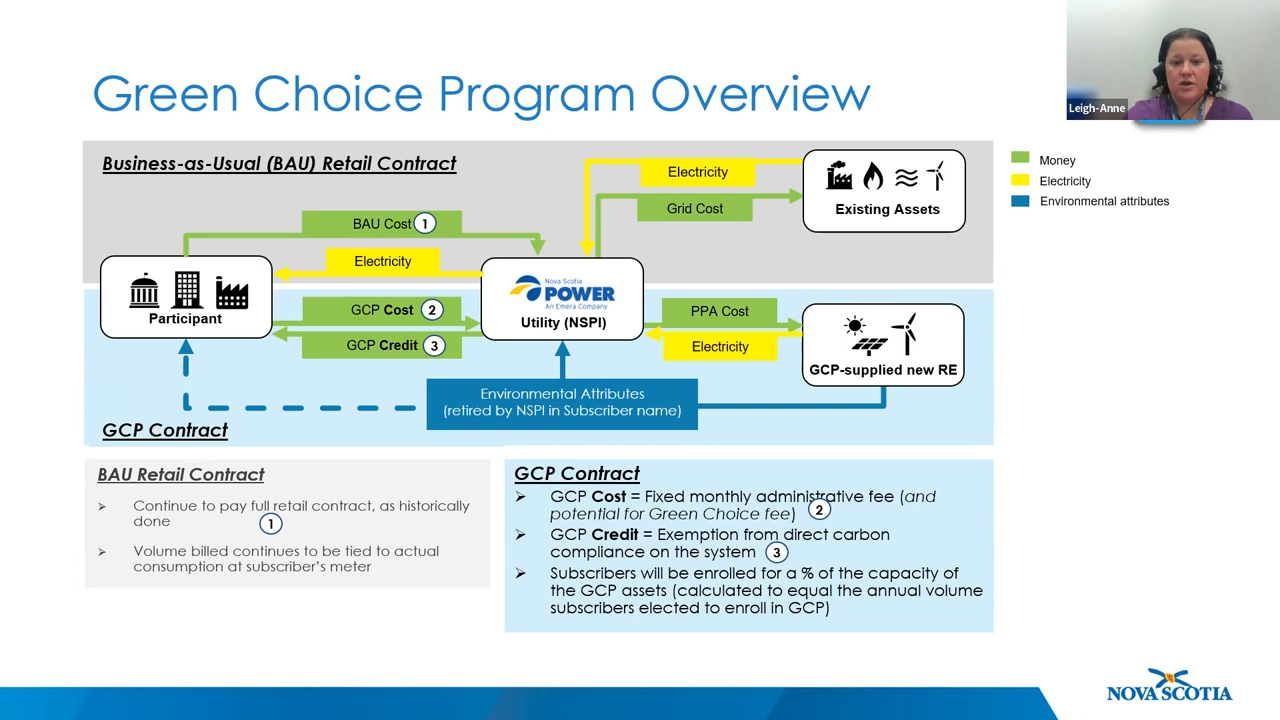 Green Choice Program Overview
Leigh-Anne
Money
Electricity
Environmental attributes
Business-as-Usual (BAU) Retail Contract
Electricity
Grid Cost
Existing Assets
BAU Cost 1
Electricity
Participant
GCP Cost 2
GCP Credit 3
Nova Scotia
POWER
An Emera Company
Utility (NSPI)
PPA Cost
Electricity
GCP-supplied new RE
Environmental Attributes
(retired by NSPI in Subscriber name)
GCP Contract
BAU Retail Contract
➢ Continue to pay full retail contract, as historically
done 1
➢ Volume billed continues to be tied to actual
consumption at subscriber's meter
GCP Contract
➢ GCP Cost = Fixed monthly administrative fee (and
potential for Green Choice fee) 2
➢ GCP Credit = Exemption from direct carbon
compliance on the system 3
➢ Subscribers will be enrolled for a % of the capacity of
the GCP assets (calculated to equal the annual volume
subscribers elected to enroll in GCP)
NOVA SCOTIA